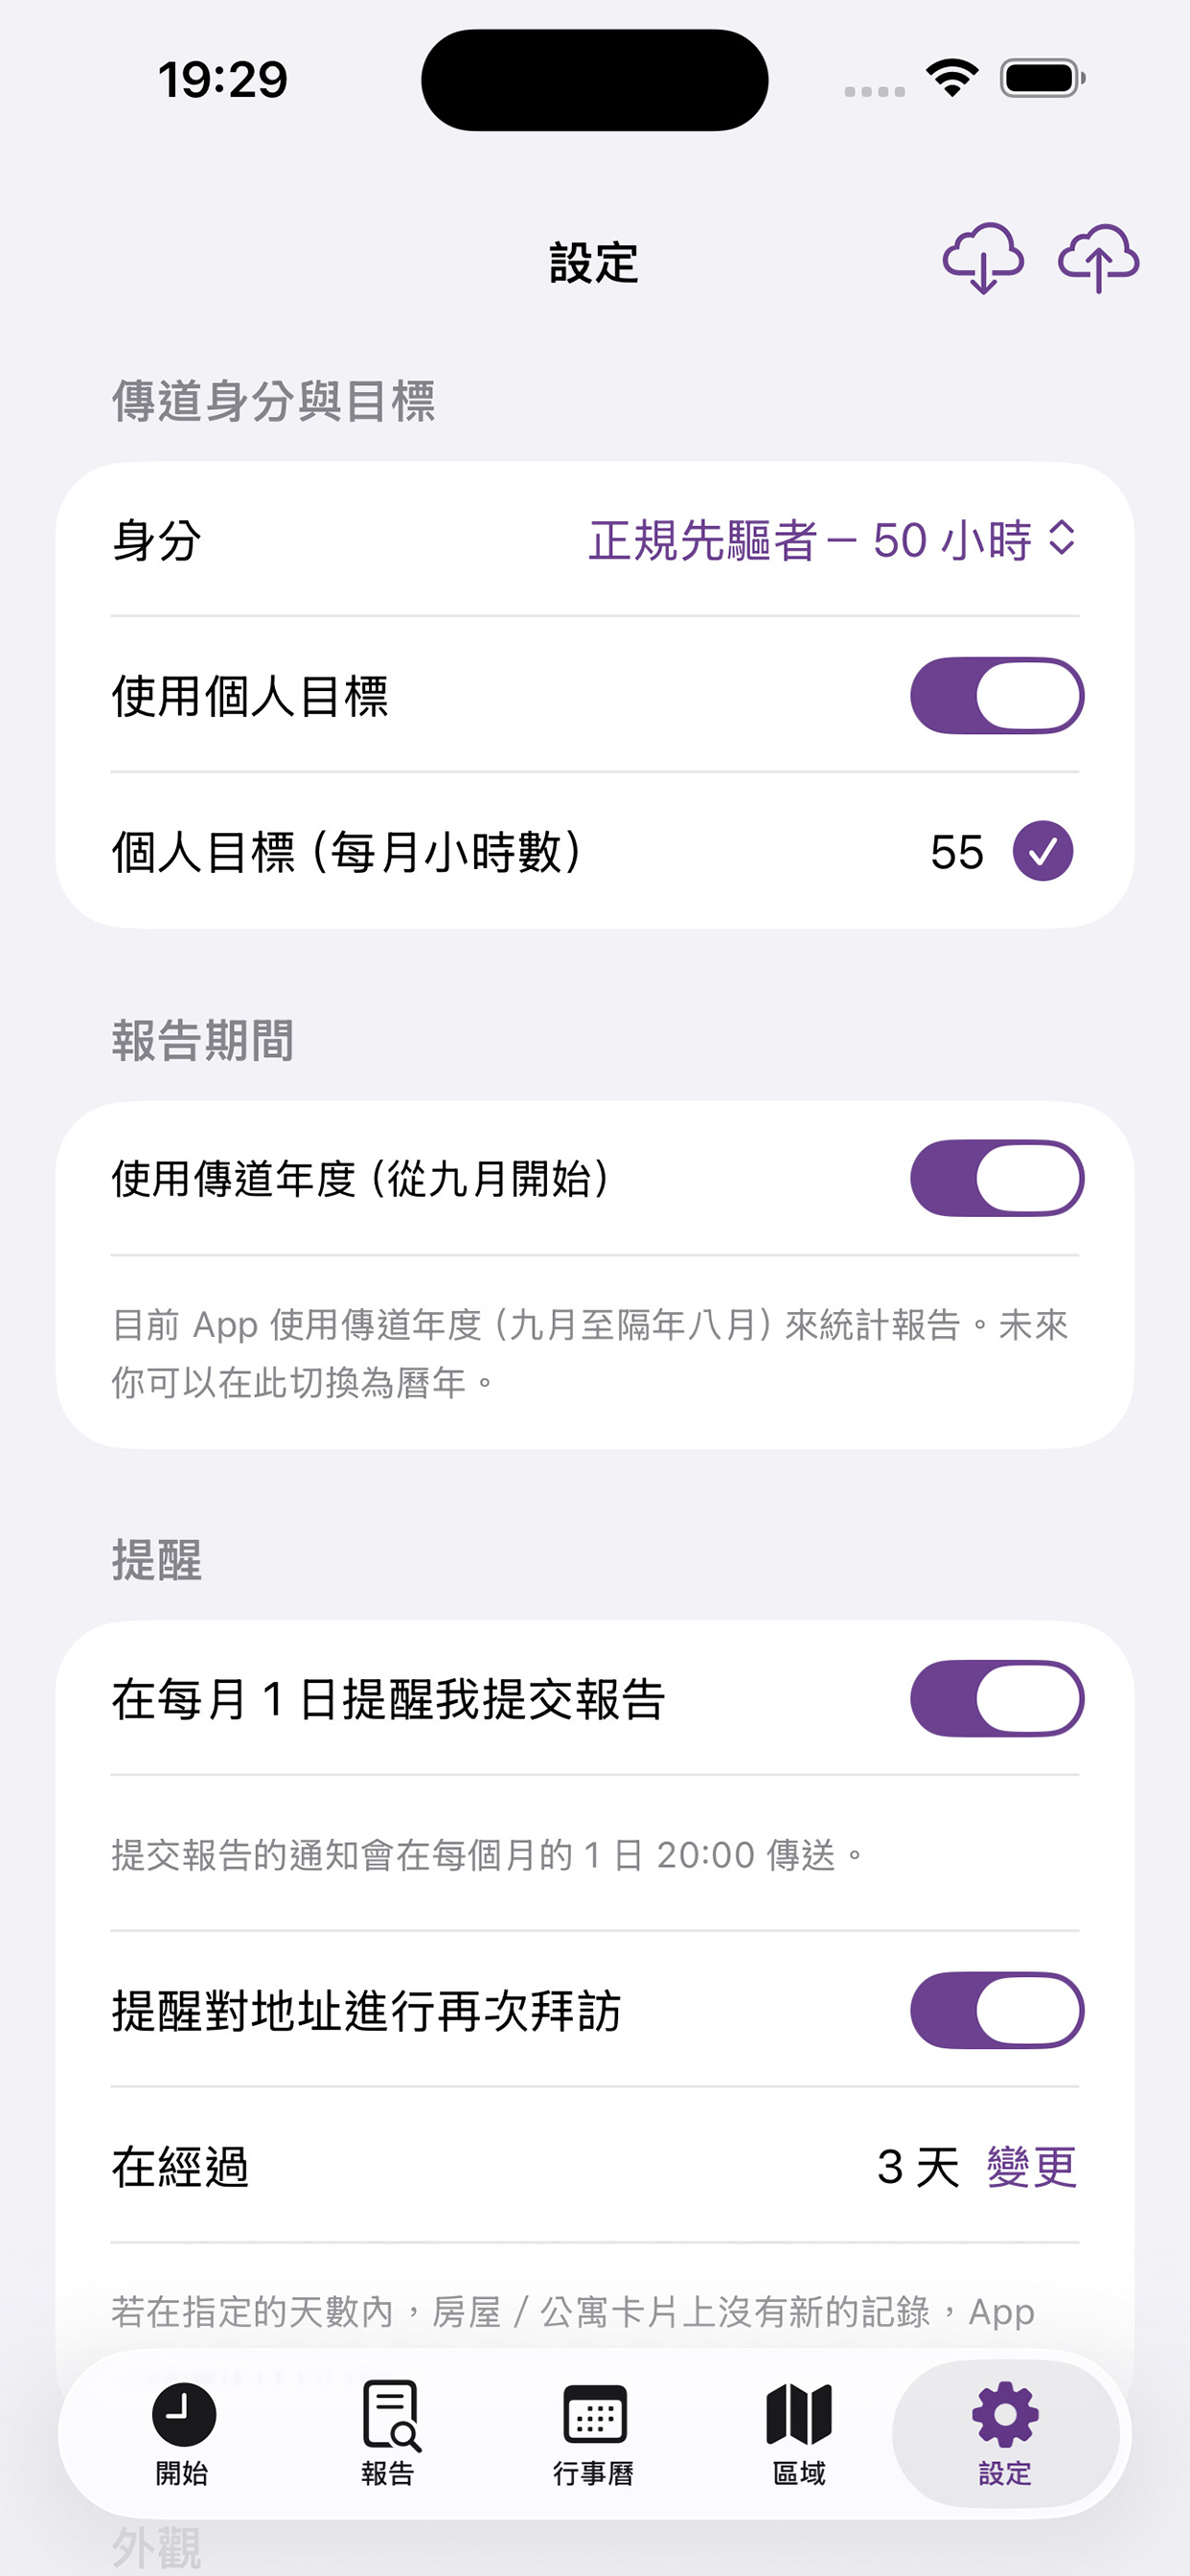 19:29
設定
傳道身分與目標
身分 正規先驅者 – 50 小時
使用個人目標
個人目標 (每月小時數) 55
報告期間
使用傳道年度 (從九月開始)
目前 App 使用傳道年度 (九月至隔年八月) 來統計報告。未來
你可以在此切換為曆年。
提醒
在每月 1 日提醒我提交報告
提交報告的通知會在每個月的 1 日 20:00 傳送。
提醒對地址進行再次拜訪
在經過 3 天 變更
若在指定的天數內，房屋 / 公寓卡片上沒有新的記錄，App
開始 報告 行事曆 區域 設定
外觀